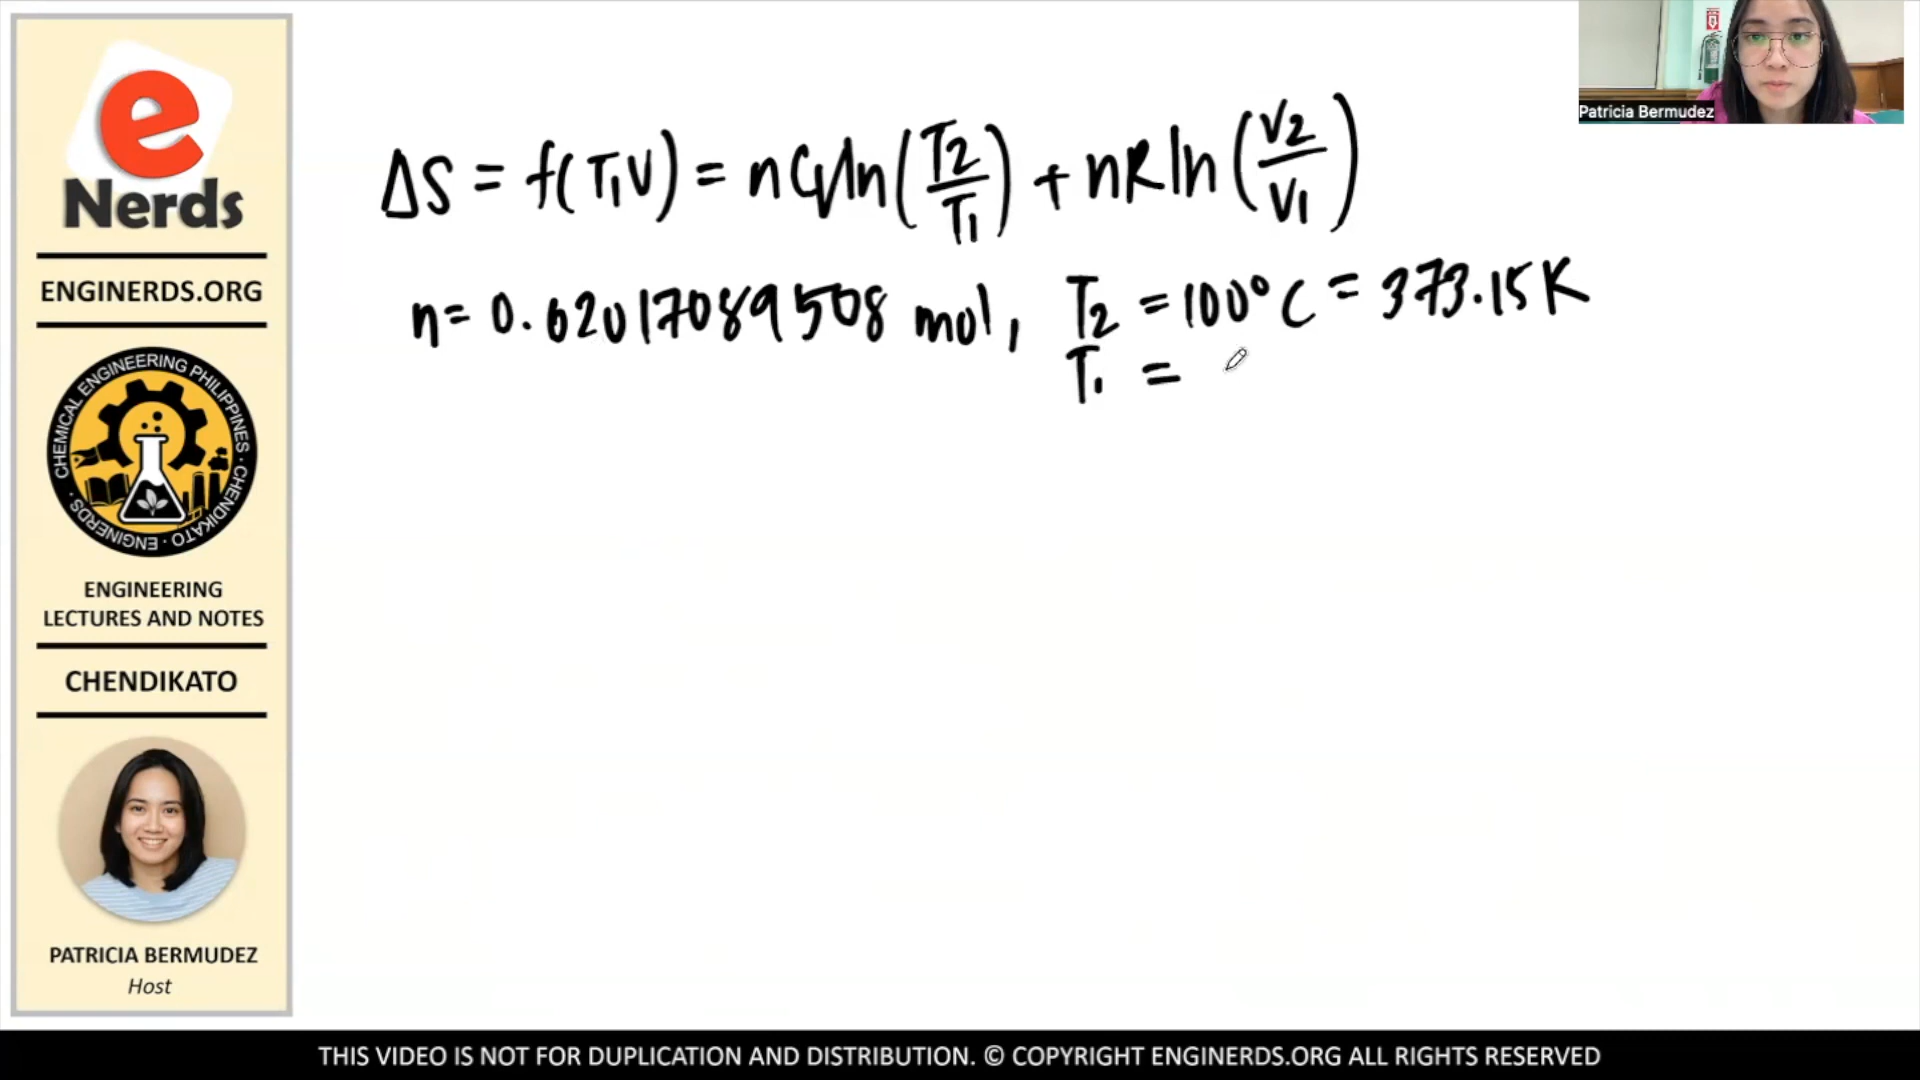 e
Nerds
ENGINERDS.ORG
CHEMICAL ENGINEERING PHILIPPINES
CHENDIKATO · ENGINERDS
ENGINEERING
LECTURES AND NOTES
CHENDIKATO
PATRICIA BERMUDEZ
Host
Patricia Bermudez
ΔS = f(T,V) = nCvln(T2/T1) + nRln(V2/V1)
n = 0.62017089508 mol, T2 = 100°C = 373.15K
T1 =
THIS VIDEO IS NOT FOR DUPLICATION AND DISTRIBUTION. © COPYRIGHT ENGINERDS.ORG ALL RIGHTS RESERVED